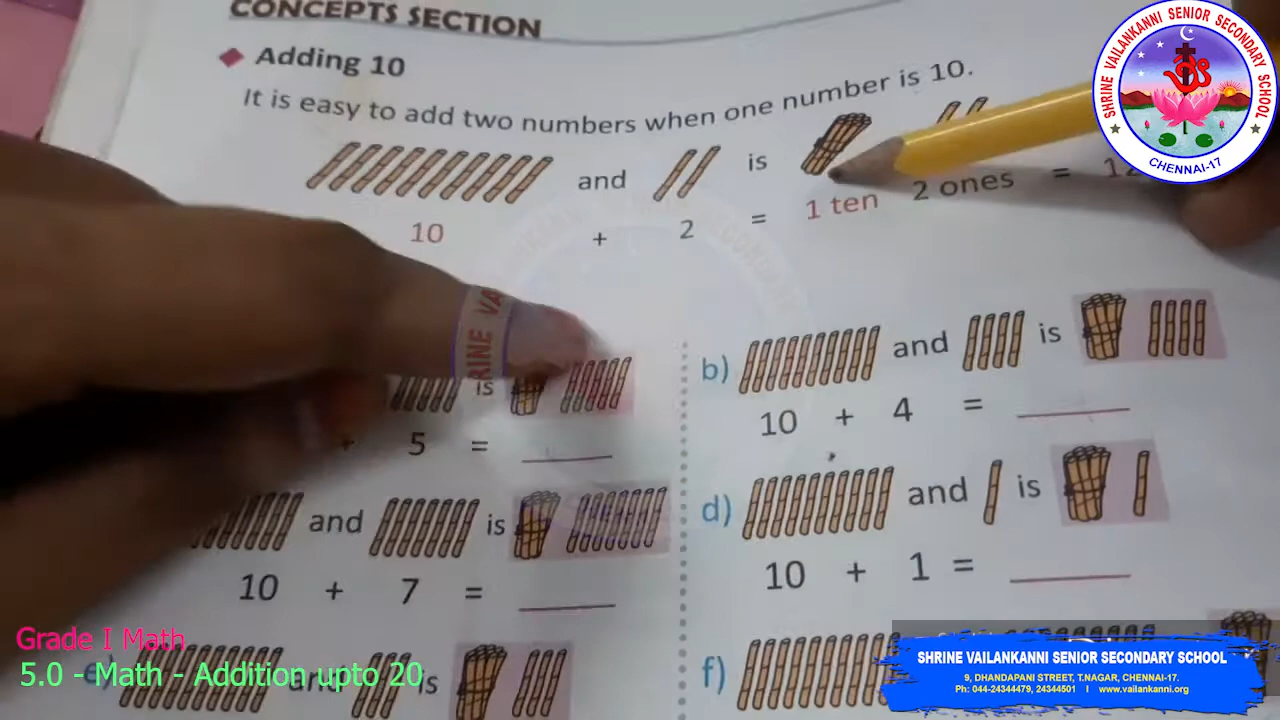 CONCEPTS SECTION
Adding 10
It is easy to add two numbers when one number is 10.
and is
10 + 2 = 1 ten 2 ones =
is
+ 5 =
b) and is
10 + 4 =
and is
10 + 7 =
d) and is
10 + 1 =
e) and is
f)
Grade I Math
5.0 - Math - Addition upto 20
SHRINE VAILANKANNI SENIOR SECONDARY SCHOOL
CHENNAI-17
SHRINE VAILANKANNI SENIOR SECONDARY SCHOOL
9, DHANDAPANI STREET, T.NAGAR, CHENNAI-17.
Ph: 044-24344479, 24344501 I www.vailankanni.org